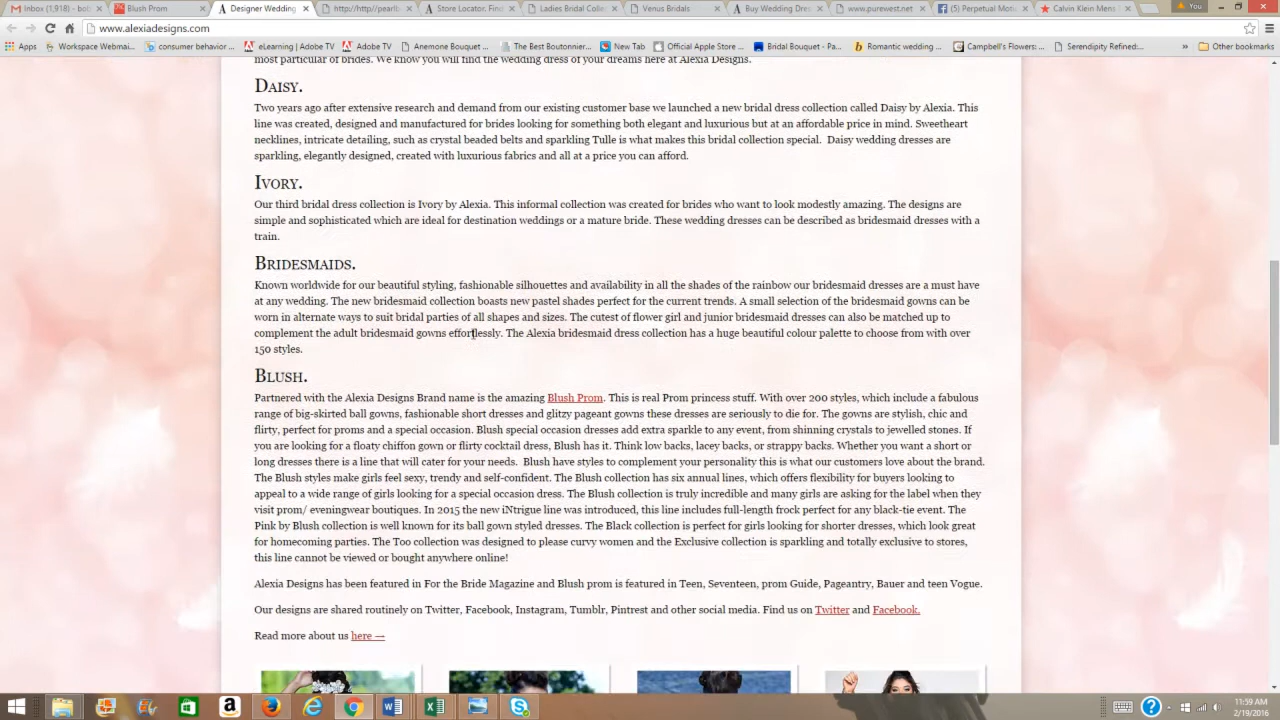 Inbox (1,918) - bob
Blush Prom
Designer Wedding
http://http//pearlb
Store Locator. Find
Ladies Bridal Colle
Venus Bridals
Buy Wedding Dres
www.purewest.net
(5) Perpetual Moti
Calvin Klein Mens
You
www.alexiadesigns.com
Apps
Workspace Webmai...
consumer behavior ...
eLearning | Adobe TV
Adobe TV
Anemone Bouquet ...
The Best Boutonnier...
New Tab
Official Apple Store ...
Bridal Bouquet - Pa...
Romantic wedding ...
Campbell's Flowers: ...
Serendipity Refined:...
»
Other bookmarks
most particular of brides. We know you will find the wedding dress of your dreams here at Alexia Designs.
Daisy.
Two years ago after extensive research and demand from our existing customer base we launched a new bridal dress collection called Daisy by Alexia. This
line was created, designed and manufactured for brides looking for something both elegant and luxurious but at an affordable price in mind. Sweetheart
necklines, intricate detailing, such as crystal beaded belts and sparkling Tulle is what makes this bridal collection special. Daisy wedding dresses are
sparkling, elegantly designed, created with luxurious fabrics and all at a price you can afford.
Ivory.
Our third bridal dress collection is Ivory by Alexia. This informal collection was created for brides who want to look modestly amazing. The designs are
simple and sophisticated which are ideal for destination weddings or a mature bride. These wedding dresses can be described as bridesmaid dresses with a
train.
Bridesmaids.
Known worldwide for our beautiful styling, fashionable silhouettes and availability in all the shades of the rainbow our bridesmaid dresses are a must have
at any wedding. The new bridesmaid collection boasts new pastel shades perfect for the current trends. A small selection of the bridesmaid gowns can be
worn in alternate ways to suit bridal parties of all shapes and sizes. The cutest of flower girl and junior bridesmaid dresses can also be matched up to
complement the adult bridesmaid gowns effortlessly. The Alexia bridesmaid dress collection has a huge beautiful colour palette to choose from with over
150 styles.
Blush.
Partnered with the Alexia Designs Brand name is the amazing Blush Prom. This is real Prom princess stuff. With over 200 styles, which include a fabulous
range of big-skirted ball gowns, fashionable short dresses and glitzy pageant gowns these dresses are seriously to die for. The gowns are stylish, chic and
flirty, perfect for proms and a special occasion. Blush special occasion dresses add extra sparkle to any event, from shinning crystals to jewelled stones. If
you are looking for a floaty chiffon gown or flirty cocktail dress, Blush has it. Think low backs, lacey backs, or strappy backs. Whether you want a short or
long dresses there is a line that will cater for your needs. Blush have styles to complement your personality this is what our customers love about the brand.
The Blush styles make girls feel sexy, trendy and self-confident. The Blush collection has six annual lines, which offers flexibility for buyers looking to
appeal to a wide range of girls looking for a special occasion dress. The Blush collection is truly incredible and many girls are asking for the label when they
visit prom/ eveningwear boutiques. In 2015 the new iNtrigue line was introduced, this line includes full-length frock perfect for any black-tie event. The
Pink by Blush collection is well known for its ball gown styled dresses. The Black collection is perfect for girls looking for shorter dresses, which look great
for homecoming parties. The Too collection was designed to please curvy women and the Exclusive collection is sparkling and totally exclusive to stores,
this line cannot be viewed or bought anywhere online!
Alexia Designs has been featured in For the Bride Magazine and Blush prom is featured in Teen, Seventeen, prom Guide, Pageantry, Bauer and teen Vogue.
Our designs are shared routinely on Twitter, Facebook, Instagram, Tumblr, Pintrest and other social media. Find us on Twitter and Facebook.
Read more about us here →
11:59 AM
2/19/2016